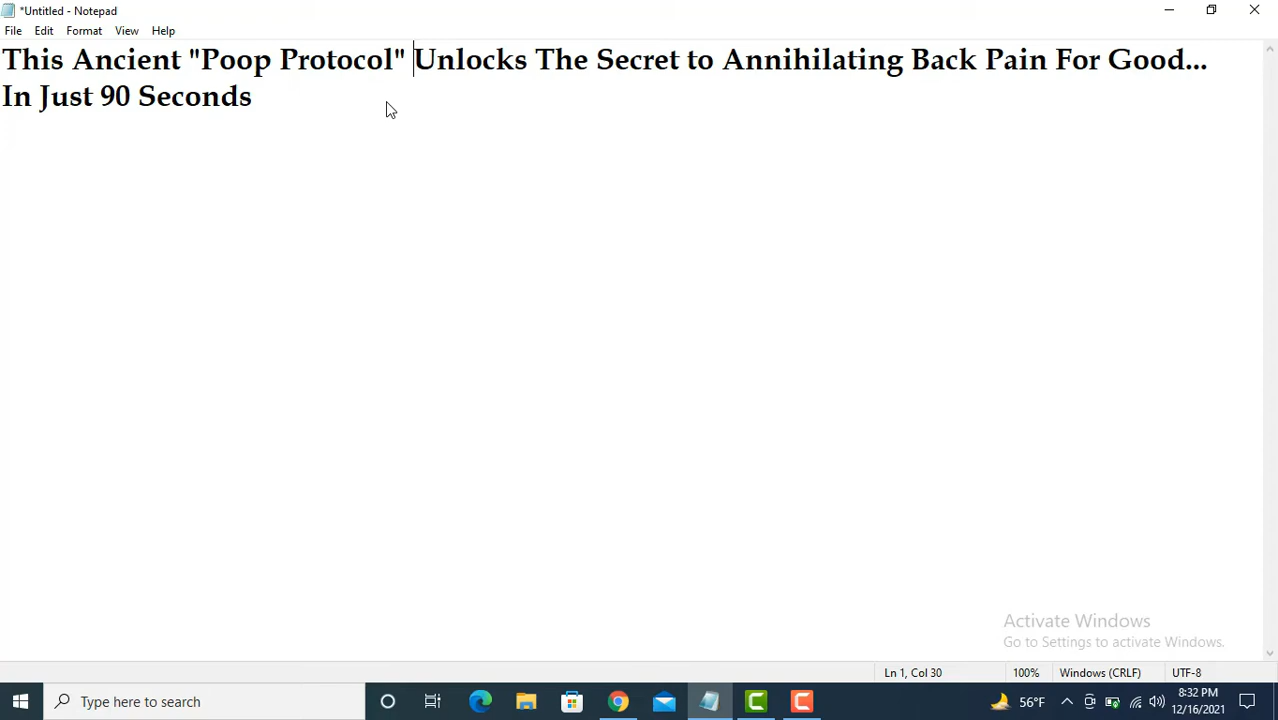 *Untitled - Notepad
File Edit Format View Help
This Ancient "Poop Protocol" Unlocks The Secret to Annihilating Back Pain For Good...
In Just 90 Seconds
Activate Windows
Go to Settings to activate Windows.
Ln 1, Col 30 100% Windows (CRLF) UTF-8
Type here to search 56°F 8:32 PM
12/16/2021